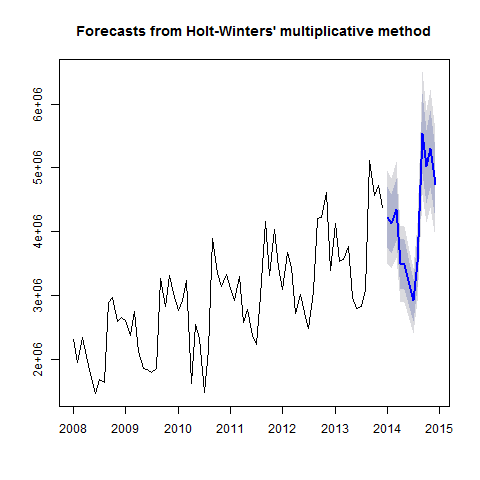 Forecasts from Holt-Winters' multiplicative method
6e+06
5e+06
4e+06
3e+06
2e+06
2008 2009 2010 2011 2012 2013 2014 2015